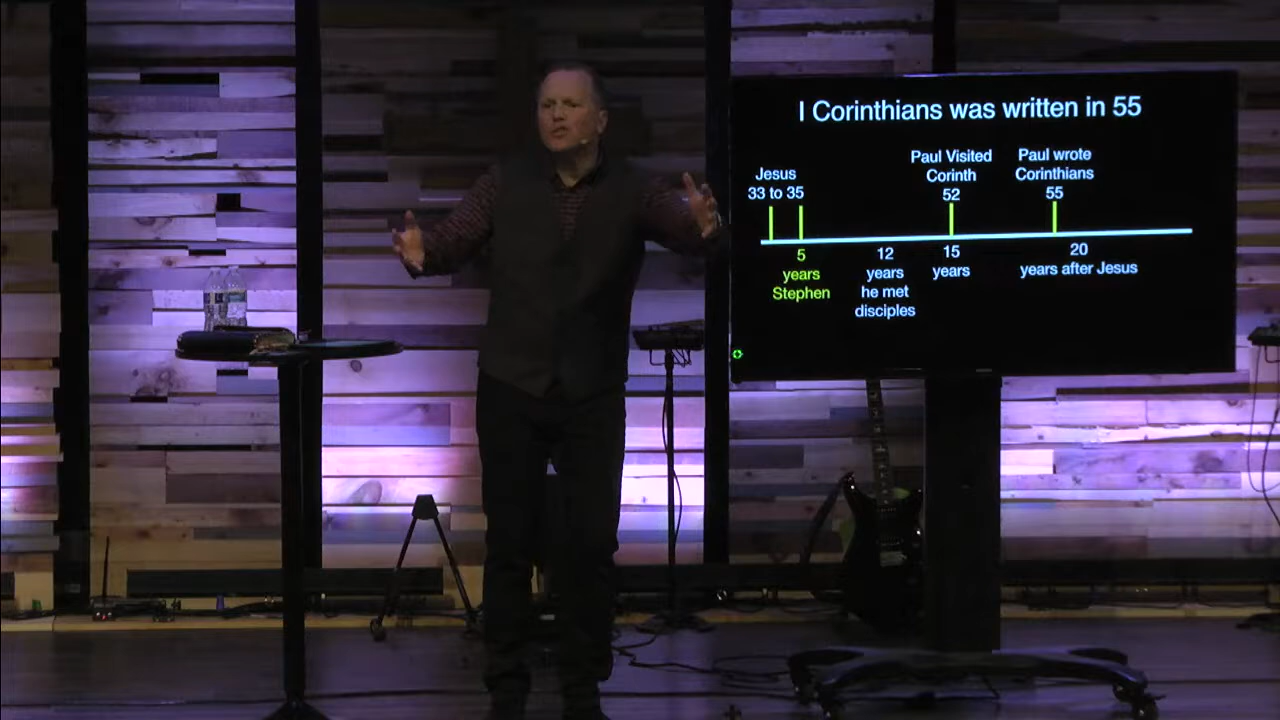 I Corinthians was written in 55
Jesus
33 to 35
Paul Visited
Corinth
52
Paul wrote
Corinthians
55
5
years
Stephen
12
years
he met
disciples
15
years
20
years after Jesus